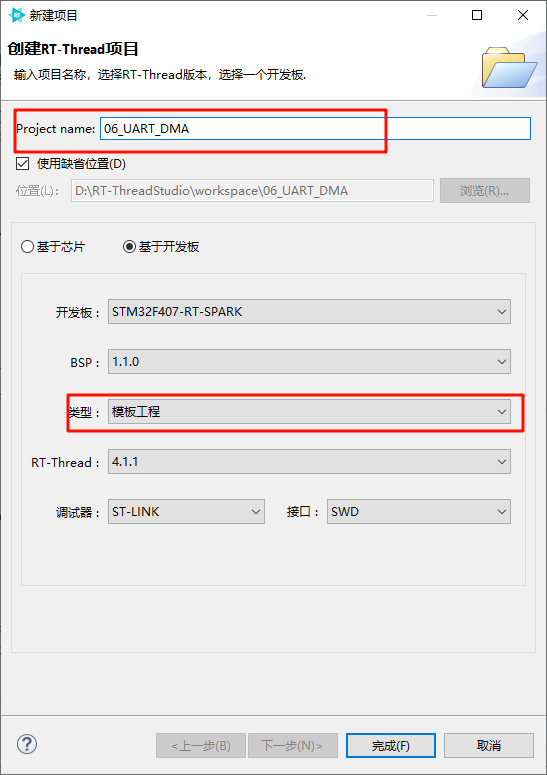 RT 新建项目
创建RT-Thread项目
输入项目名称，选择RT-Thread版本，选择一个开发板.
Project name: 06_UART_DMA
使用缺省位置(D)
位置(L)： D:\RT-ThreadStudio\workspace\06_UART_DMA 浏览(R)...
基于芯片 基于开发板
开发板： STM32F407-RT-SPARK
BSP： 1.1.0
类型： 模板工程
RT-Thread： 4.1.1
调试器： ST-LINK 接口： SWD
? <上一步(B) 下一步(N)> 完成(F) 取消